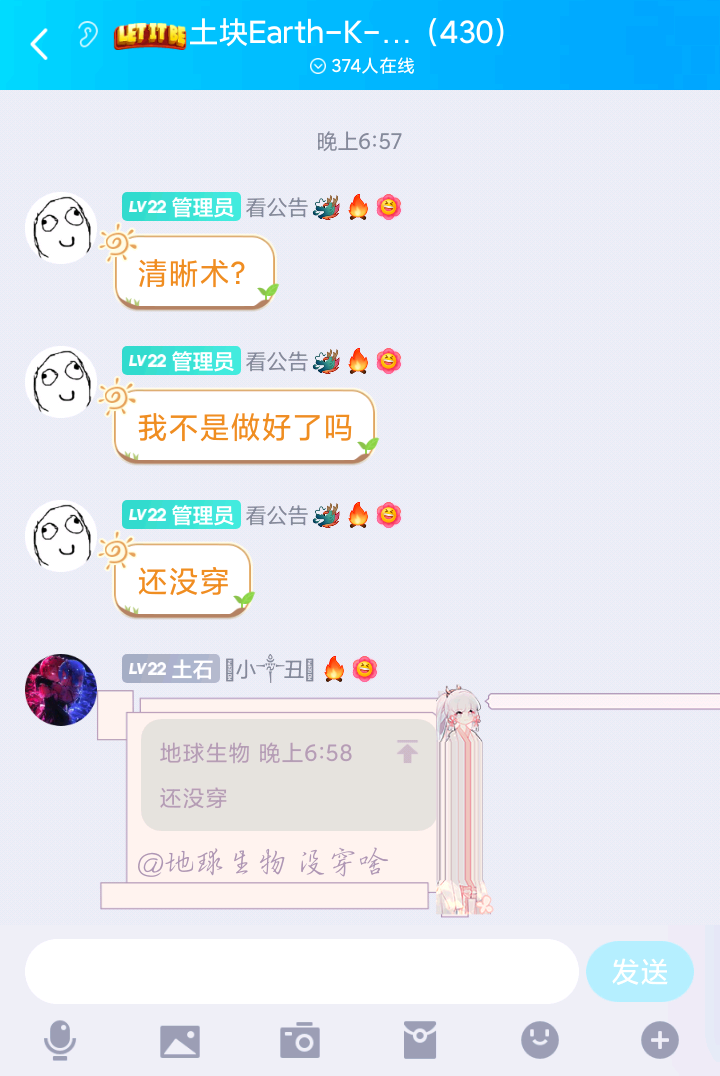 LET IT BE土块Earth-K-...（430）
374人在线
晚上6:57
LV22 管理员 看公告
清晰术?
LV22 管理员 看公告
我不是做好了吗
LV22 管理员 看公告
还没穿
LV22 土石 小丑
地球生物 晚上6:58
还没穿
@地球生物 没穿啥
发送